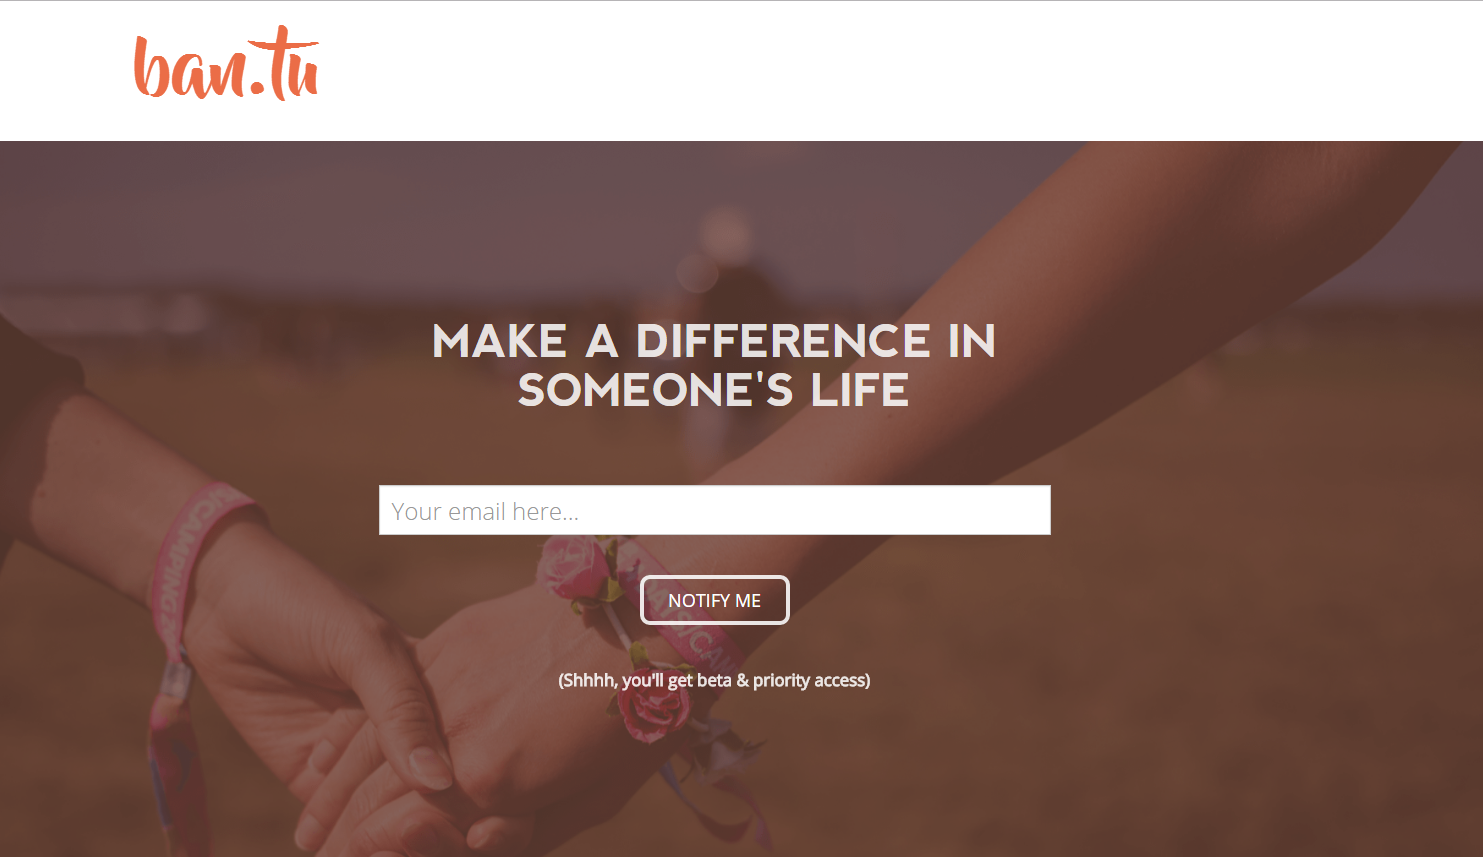 ban.tu
MAKE A DIFFERENCE IN
SOMEONE'S LIFE
Your email here...
NOTIFY ME
(Shhhh, you'll get beta & priority access)